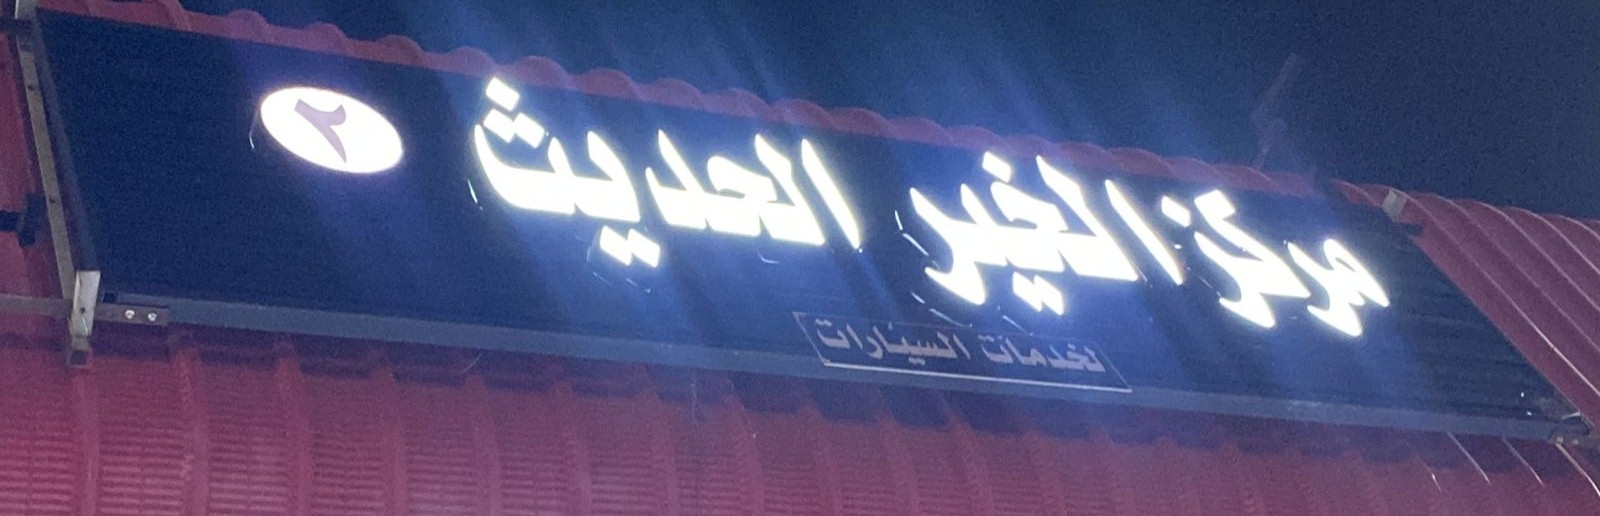 مركز الخير الحديث ٢
لخدمات السيارات